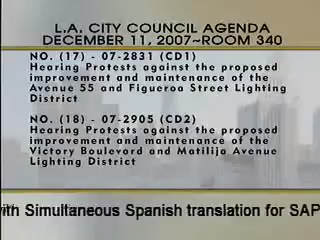 L.A. CITY COUNCIL AGENDA
DECEMBER 11, 2007~ROOM 340
NO. (17) - 07-2831 (CD1)
Hearing Protests against the proposed
improvement and maintenance of the
Avenue 55 and Figueroa Street Lighting
District
NO. (18) - 07-2905 (CD2)
Hearing Protests against the proposed
improvement and maintenance of the
Victory Boulevard and Matilija Avenue
Lighting District
with Simultaneous Spanish translation for SAP